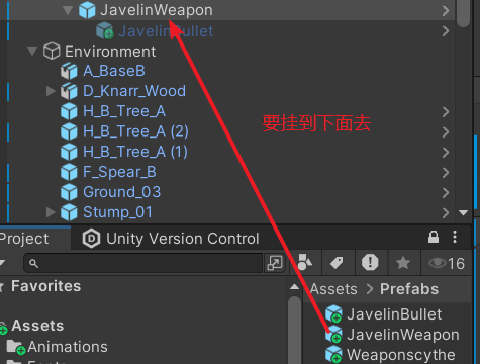 JavelinWeapon
JavelinBullet
Environment
A_BaseB
D_Knarr_Wood
H_B_Tree_A
H_B_Tree_A (2)
H_B_Tree_A (1)
要挂到下面去
F_Spear_B
Ground_03
Stump_01
Project
Unity Version Control
16
Favorites
Assets > Prefabs
JavelinBullet
Assets
JavelinWeapon
Animations
Weaponscythe